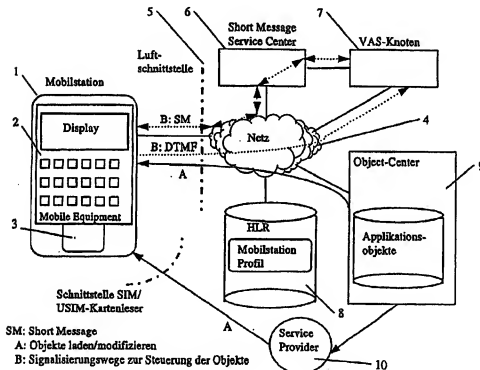 5
6
7
Short Message
Service Center
VAS-Knoten
Luft-
schnittstelle
Mobilstation
1
B: SM
Display
2
Netz
4
B: DTMF
A
Object-Center
9
Mobile Equipment
3
HLR
Mobilstation
Profil
Applikations-
objekte
Schnittstelle SIM/
USIM-Kartenleser
8
A
SM: Short Message
A: Objekte laden/modifizieren
B: Signalisierungswege zur Steuerung der Objekte
Service
Provider
10